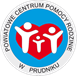 POWIATOWE CENTRUM POMOCY RODZINIE
W PRUDNIKU